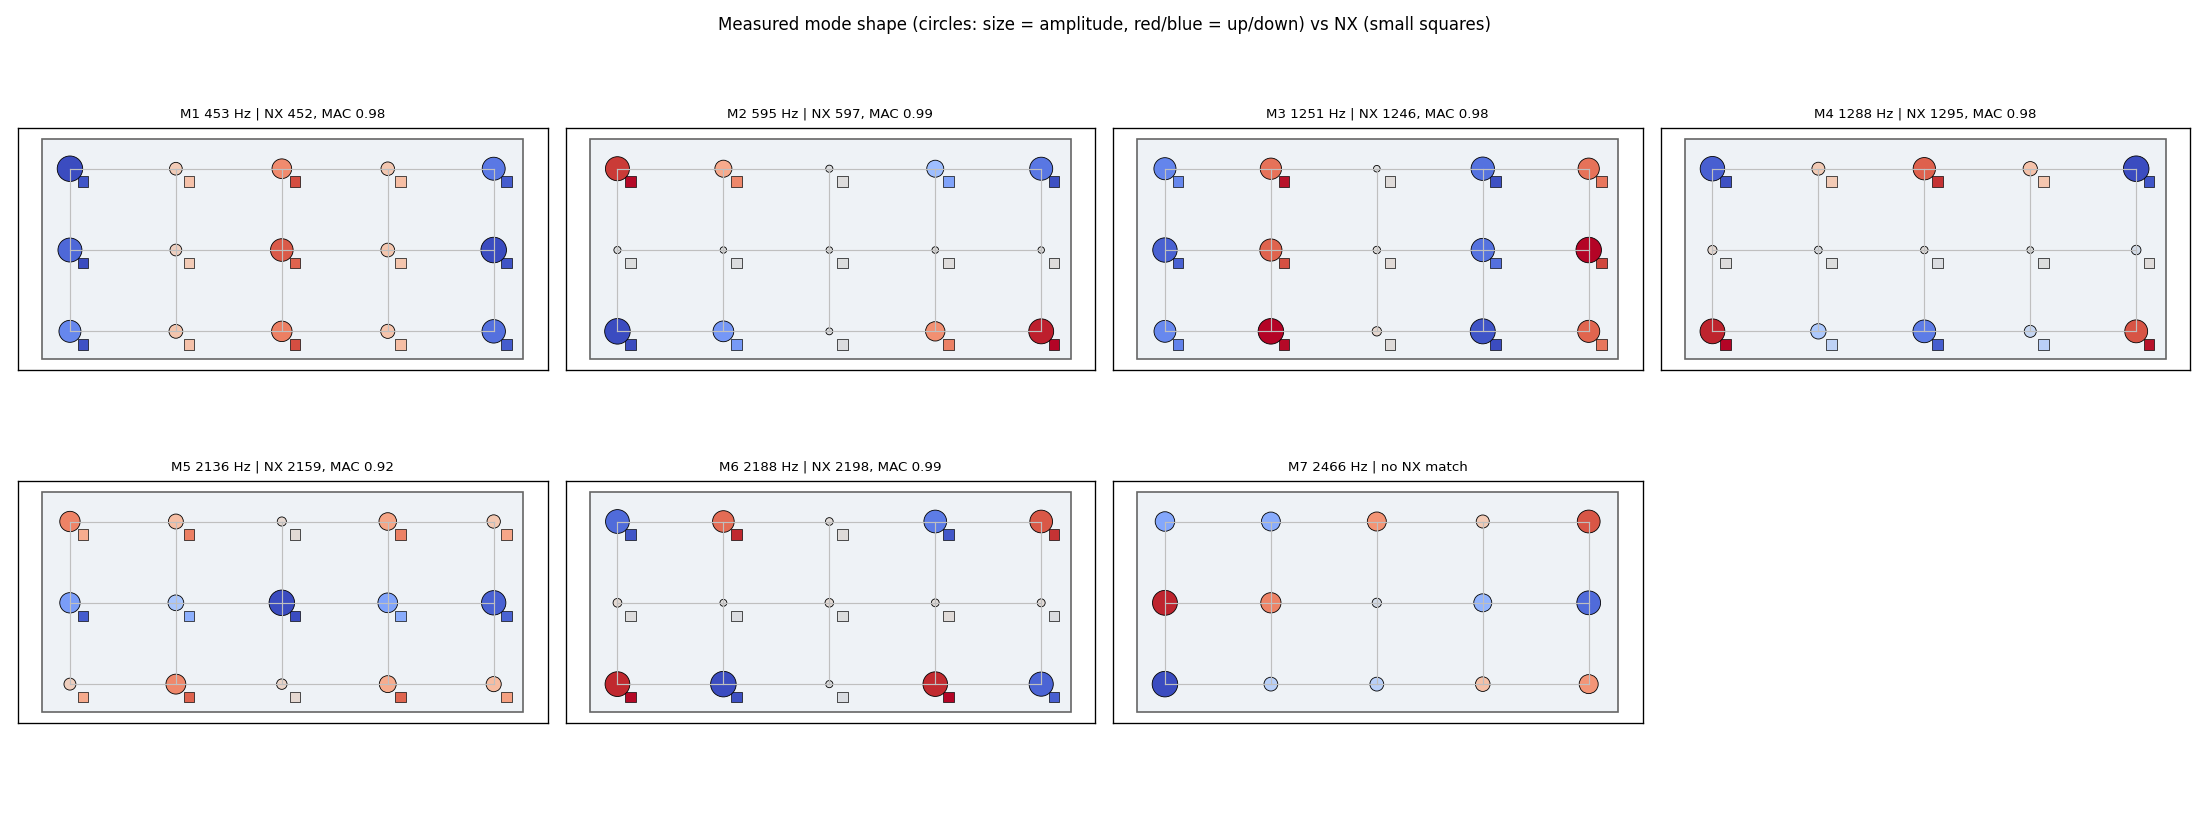 Measured mode shape (circles: size = amplitude, red/blue = up/down) vs NX (small squares)
M1 453 Hz | NX 452, MAC 0.98
M2 595 Hz | NX 597, MAC 0.99
M3 1251 Hz | NX 1246, MAC 0.98
M4 1288 Hz | NX 1295, MAC 0.98
M5 2136 Hz | NX 2159, MAC 0.92
M6 2188 Hz | NX 2198, MAC 0.99
M7 2466 Hz | no NX match